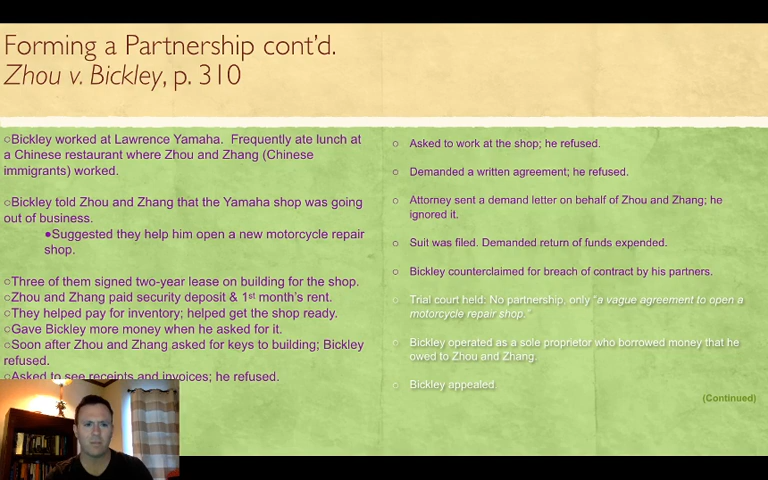 Forming a Partnership cont'd.
Zhou v. Bickley, p. 310
○Bickley worked at Lawrence Yamaha.  Frequently ate lunch at
a Chinese restaurant where Zhou and Zhang (Chinese
immigrants) worked.
○Bickley told Zhou and Zhang that the Yamaha shop was going
out of business.
●Suggested they help him open a new motorcycle repair
shop.
○Three of them signed two-year lease on building for the shop.
○Zhou and Zhang paid security deposit & 1st month's rent.
○They helped pay for inventory; helped get the shop ready.
○Gave Bickley more money when he asked for it.
○Soon after Zhou and Zhang asked for keys to building; Bickley
refused.
○Asked to see receipts and invoices; he refused.
○ Asked to work at the shop; he refused.
○ Demanded a written agreement; he refused.
○ Attorney sent a demand letter on behalf of Zhou and Zhang; he
ignored it.
○ Suit was filed. Demanded return of funds expended.
○ Bickley counterclaimed for breach of contract by his partners.
○ Trial court held: No partnership, only "a vague agreement to open a
motorcycle repair shop."
○ Bickley operated as a sole proprietor who borrowed money that he
owed to Zhou and Zhang.
○ Bickley appealed.
(Continued)